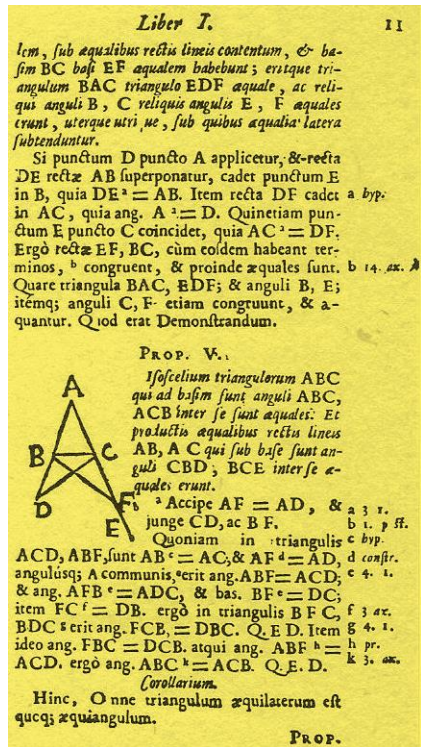 Liber I. 11
lem, sub æqualibus rectis lineis contentum, & ba-
sim BC basi EF æqualem habebunt; eritque tri-
angulum BAC triangulo EDF æquale, ac reli-
qui anguli B, C reliquis angulis E, F æquales
erunt, uterque utri ue, sub quibus æqualia latera
subtenduntur.
Si punctum D puncto A applicetur, & recta
DE rectæ AB superponatur, cadet punctum E
in B, quia DE ᵃ = AB. Item recta DF cadet a hyp.
in AC, quia ang. A ᵃ = D. Quinetiam pun-
ctum F puncto C coincidet, quia AC ᵃ = DF.
Ergò rectæ EF, BC, cùm eosdem habeant ter-
minos, ᵇ congruent, & proinde æquales sunt. b 14. ax.
Quare triangula BAC, EDF; & anguli B, E;
itémq; anguli C, F etiam congruunt, & æ-
quantur. Quod erat Demonstrandum.
PROP. V.
A
B
C
D
F
E
Isoscelium triangulorum ABC
qui ad basim sunt anguli ABC,
ACB inter se sunt æquales. Et
productis æqualibus rectis lineis
AB, AC qui sub base sunt an-
guli CBD, BCE inter se æ-
quales erunt.
ᵃ Accipe AF = AD, & a 3 1.
ᵇ junge CD, ac BF. b 1. p st.
Quoniam in triangulis c hyp.
ACD, ABF, sunt AB ᶜ = AC, & AF ᵈ = AD, d constr.
angulusq; A communis, ᵉ erit ang. ABF = ACD; e 4. 1.
& ang. AFB ᵉ = ADC, & bas. BF ᵉ = DC;
item FC ᶠ = DB. ergò in triangulis BFC, f 3 ax.
BDC ᵍ erit ang. FCB, = DBC. Q. E D. Item g 4. 1.
ideo ang. FBC = DCB. atqui ang. ABF ʰ = h pr.
ACD. ergò ang. ABC ᵏ = ACB. Q. E. D. k 3. ax.
Corollarium.
Hinc, Omne triangulum æquilaterum est
quoq; æquiangulum.
PROP.